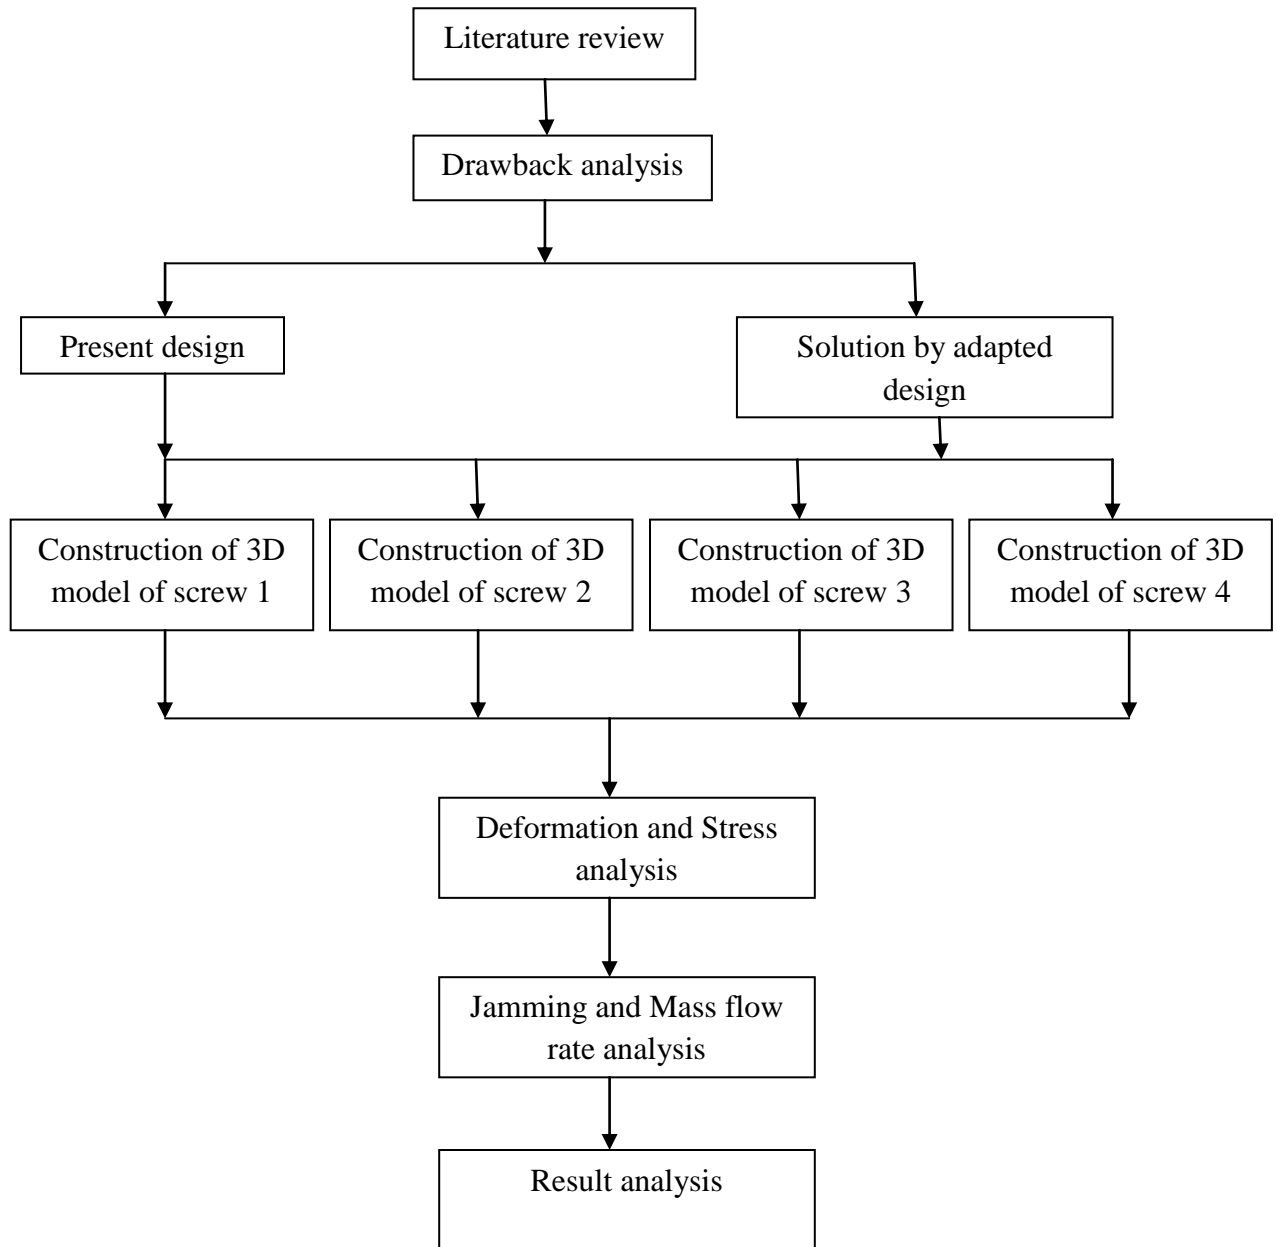 Literature review
Drawback analysis
Present design
Solution by adapted
design
Construction of 3D
model of screw 1
Construction of 3D
model of screw 2
Construction of 3D
model of screw 3
Construction of 3D
model of screw 4
Deformation and Stress
analysis
Jamming and Mass flow
rate analysis
Result analysis